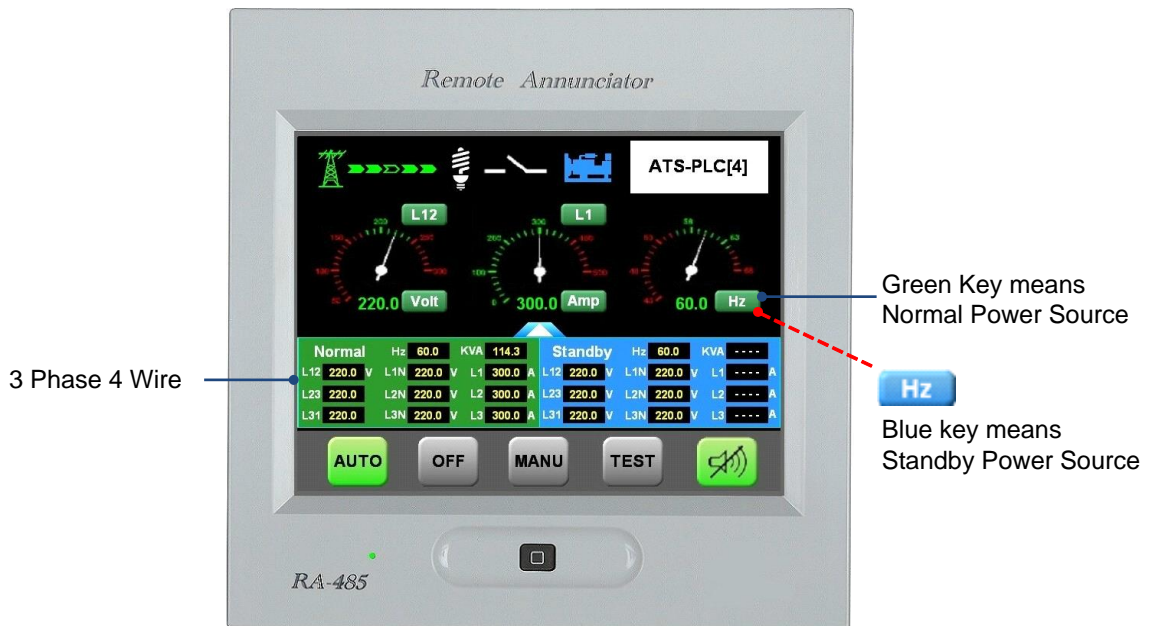 Remote Annunciator
ATS-PLC[4]
L12
L1
220.0 Volt
300.0 Amp
60.0 Hz
Green Key means
Normal Power Source
Hz
Blue key means
Standby Power Source
3 Phase 4 Wire
Normal Hz 60.0 KVA 114.3 Standby Hz 60.0 KVA ----
L12 220.0 V L1N 220.0 V L1 300.0 A L12 220.0 V L1N 220.0 V L1 ---- A
L23 220.0 L2N 220.0 V L2 300.0 A L23 220.0 V L2N 220.0 V L2 ---- A
L31 220.0 L3N 220.0 V L3 300.0 A L31 220.0 V L3N 220.0 V L3 ---- A
AUTO OFF MANU TEST
RA-485